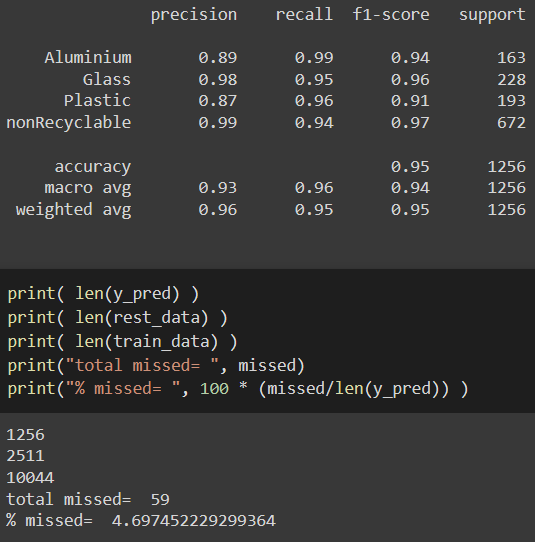 precision recall f1-score support
Aluminium 0.89 0.99 0.94 163
Glass 0.98 0.95 0.96 228
Plastic 0.87 0.96 0.91 193
nonRecyclable 0.99 0.94 0.97 672
accuracy 0.95 1256
macro avg 0.93 0.96 0.94 1256
weighted avg 0.96 0.95 0.95 1256
print( len(y_pred) )
print( len(rest_data) )
print( len(train_data) )
print("total missed= ", missed)
print("% missed= ", 100 * (missed/len(y_pred)) )
1256
2511
10044
total missed=  59
% missed=  4.697452229299364